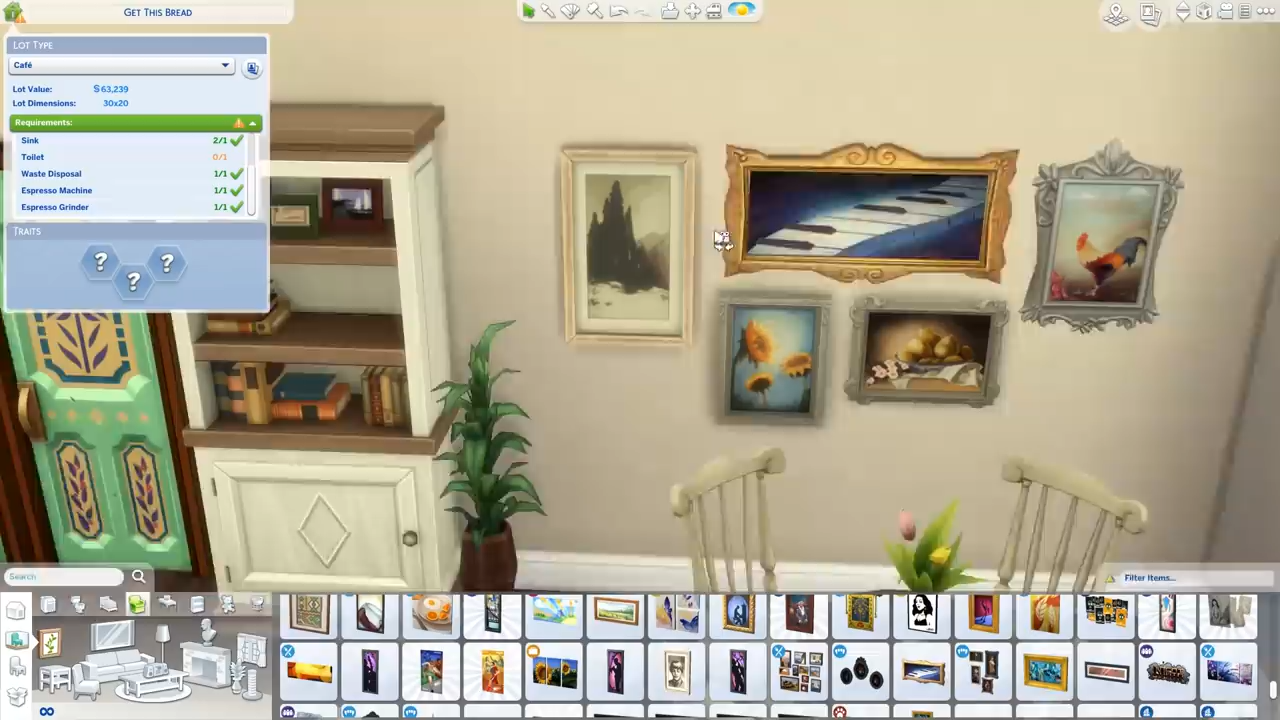 GET THIS BREAD
LOT TYPE
Café
Lot Value: §63,239
Lot Dimensions: 30x20
Requirements:
Sink 2/1
Toilet 0/1
Waste Disposal 1/1
Espresso Machine 1/1
Espresso Grinder 1/1
TRAITS
? ? ?
Search
Filter Items...